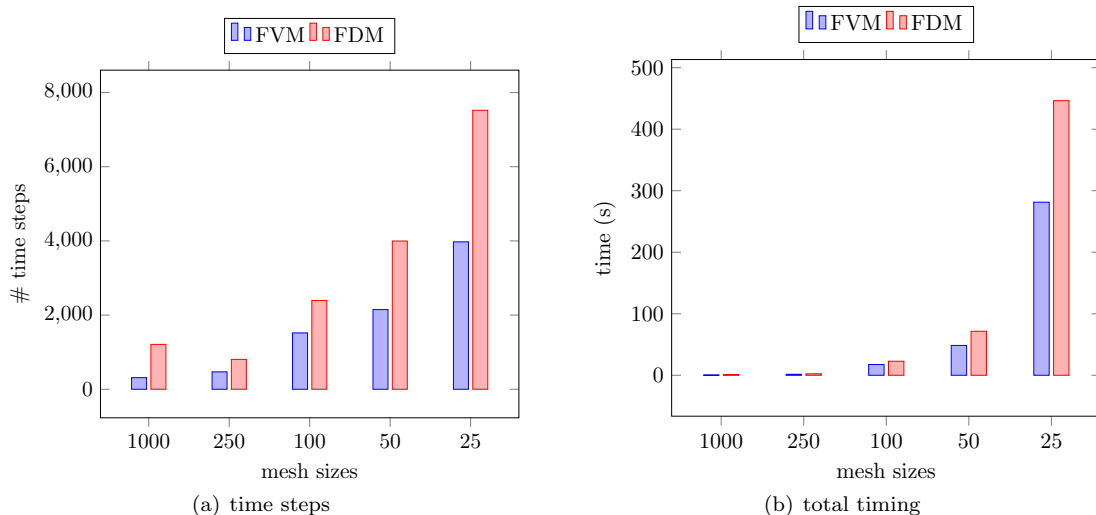 FVM FDM
8,000
6,000
4,000
2,000
0
# time steps
1000 250 100 50 25
mesh sizes
(a) time steps
FVM FDM
500
400
300
200
100
0
time (s)
1000 250 100 50 25
mesh sizes
(b) total timing